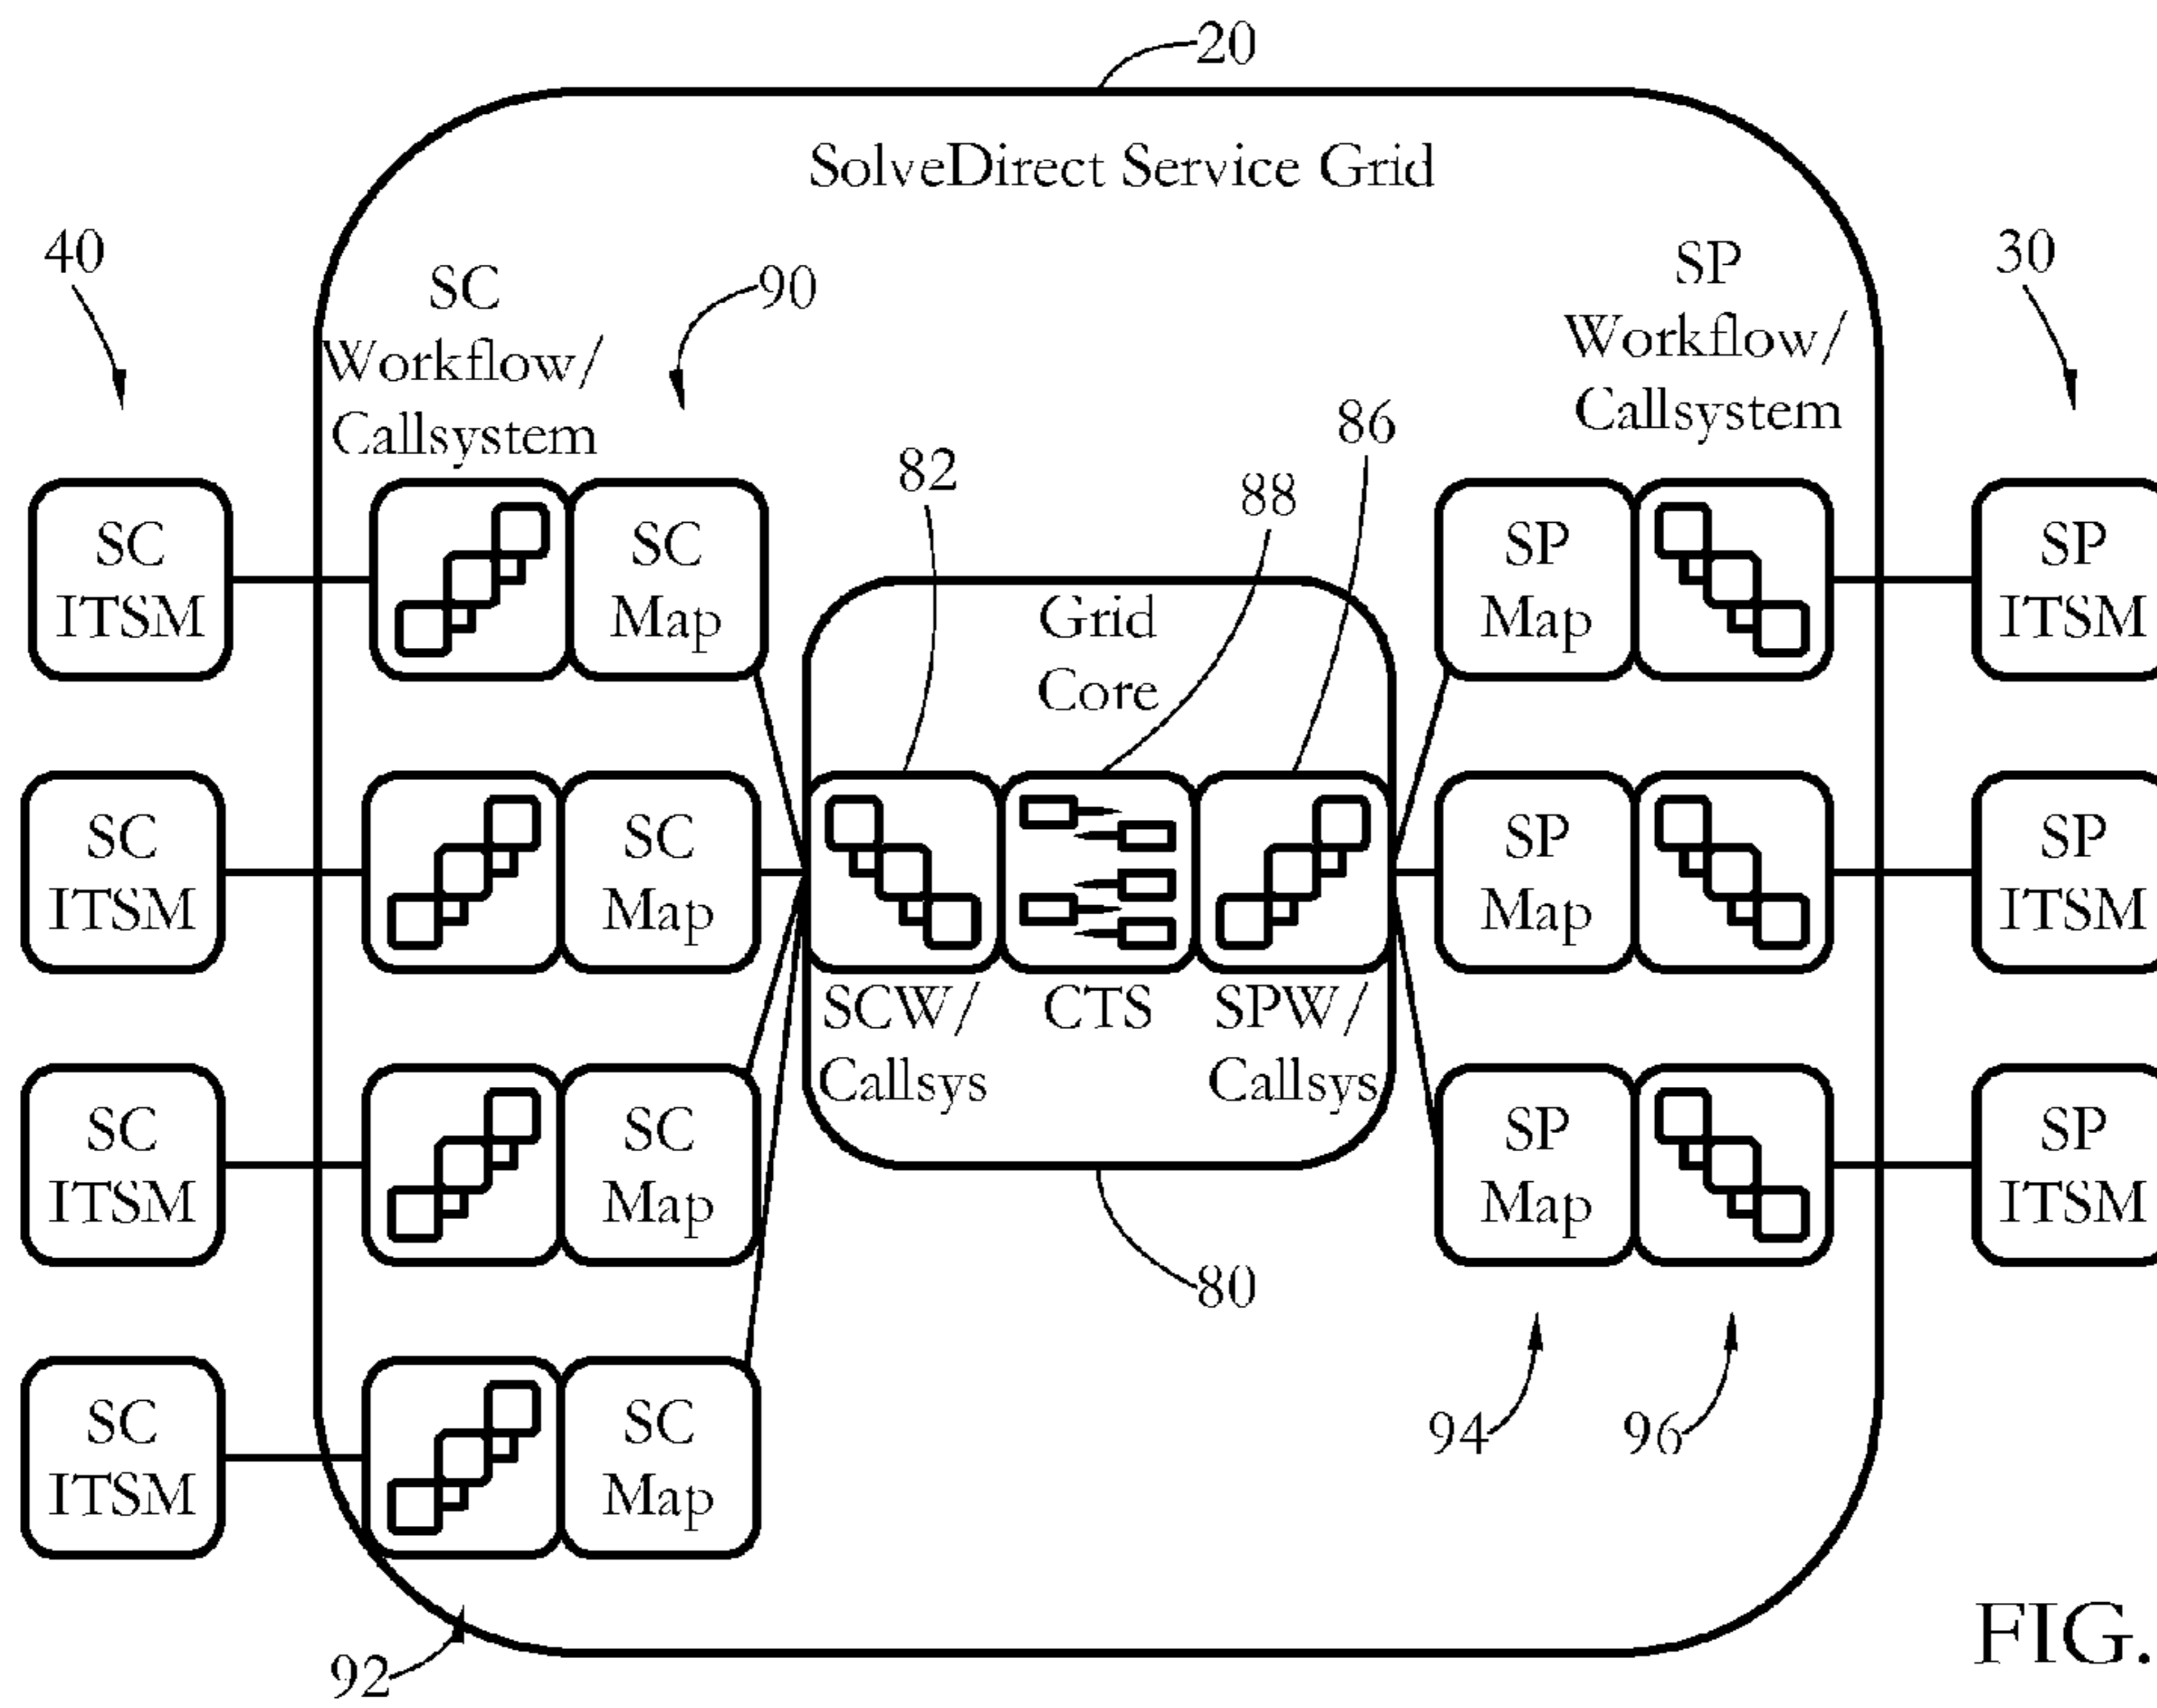 20
SolveDirect Service Grid
40
SC
Workflow/
Callsystem
90
SP
Workflow/
Callsystem
30
82
88
86
SC
ITSM
SC
Map
SP
Map
SP
ITSM
Grid
Core
SC
ITSM
SC
Map
SP
Map
SP
ITSM
SCW/
Callsys
CTS
SPW/
Callsys
SC
ITSM
SC
Map
SP
Map
SP
ITSM
80
SC
ITSM
SC
Map
94
96
92
FIG.